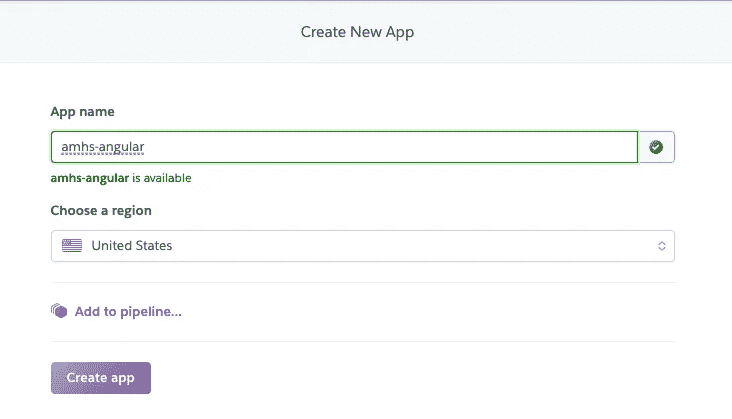 Create New App
App name
amhs-angular
amhs-angular is available
Choose a region
United States
Add to pipeline...
Create app